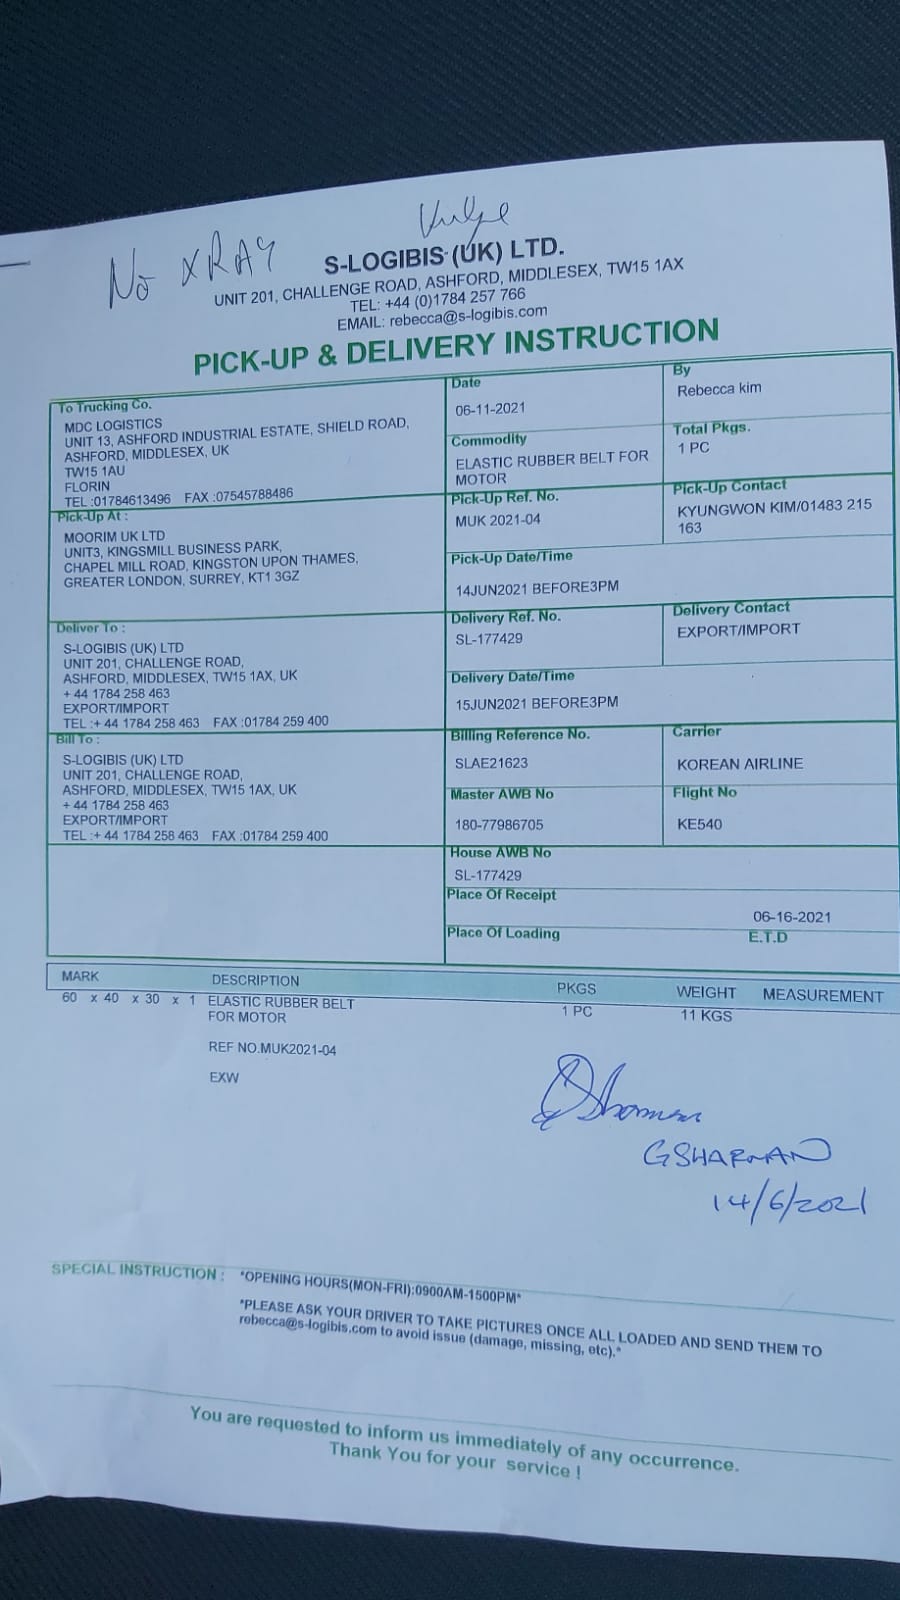 No XRAY
S-LOGIBIS (UK) LTD.
UNIT 201, CHALLENGE ROAD, ASHFORD, MIDDLESEX, TW15 1AX
TEL: +44 (0)1784 257 766
EMAIL: rebecca@s-logibis.com
PICK-UP & DELIVERY INSTRUCTION
To Trucking Co.
MDC LOGISTICS
UNIT 13, ASHFORD INDUSTRIAL ESTATE, SHIELD ROAD,
ASHFORD, MIDDLESEX, UK
TW15 1AU
FLORIN
TEL :01784613496 FAX :07545788486
Date
06-11-2021
By
Rebecca kim
Commodity
ELASTIC RUBBER BELT FOR
MOTOR
Total Pkgs.
1 PC
Pick-Up At :
MOORIM UK LTD
UNIT3, KINGSMILL BUSINESS PARK,
CHAPEL MILL ROAD, KINGSTON UPON THAMES,
GREATER LONDON, SURREY, KT1 3GZ
Pick-Up Ref. No.
MUK 2021-04
Pick-Up Contact
KYUNGWON KIM/01483 215
163
Pick-Up Date/Time
14JUN2021 BEFORE3PM
Deliver To :
S-LOGIBIS (UK) LTD
UNIT 201, CHALLENGE ROAD,
ASHFORD, MIDDLESEX, TW15 1AX, UK
+ 44 1784 258 463
EXPORT/IMPORT
TEL :+ 44 1784 258 463 FAX :01784 259 400
Delivery Ref. No.
SL-177429
Delivery Contact
EXPORT/IMPORT
Delivery Date/Time
15JUN2021 BEFORE3PM
Bill To :
S-LOGIBIS (UK) LTD
UNIT 201, CHALLENGE ROAD,
ASHFORD, MIDDLESEX, TW15 1AX, UK
+ 44 1784 258 463
EXPORT/IMPORT
TEL :+ 44 1784 258 463 FAX :01784 259 400
Billing Reference No.
SLAE21623
Carrier
KOREAN AIRLINE
Master AWB No
180-77986705
Flight No
KE540
House AWB No
SL-177429
Place Of Receipt
06-16-2021
Place Of Loading E.T.D
MARK DESCRIPTION PKGS WEIGHT MEASUREMENT
60 x 40 x 30 x 1 ELASTIC RUBBER BELT 1 PC 11 KGS
FOR MOTOR
REF NO.MUK2021-04
EXW
GSHARMAN
14/6/2021
SPECIAL INSTRUCTION : *OPENING HOURS(MON-FRI):0900AM-1500PM*
*PLEASE ASK YOUR DRIVER TO TAKE PICTURES ONCE ALL LOADED AND SEND THEM TO
rebecca@s-logibis.com to avoid issue (damage, missing, etc).*
You are requested to inform us immediately of any occurrence.
Thank You for your service !